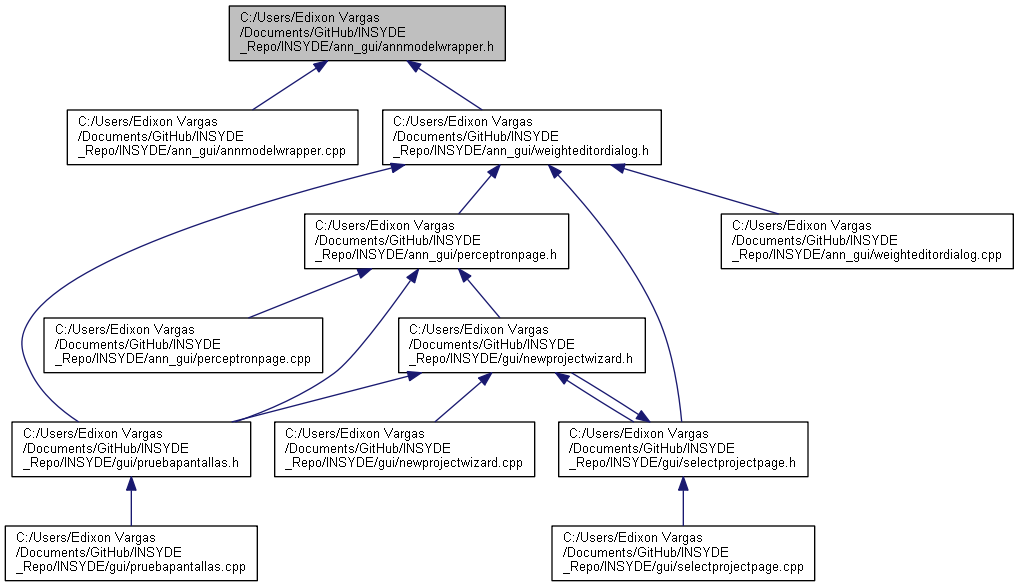 C:/Users/Edixon Vargas
/Documents/GitHub/INSYDE
_Repo/INSYDE/ann_gui/annmodelwrapper.h
C:/Users/Edixon Vargas
/Documents/GitHub/INSYDE
_Repo/INSYDE/ann_gui/annmodelwrapper.cpp
C:/Users/Edixon Vargas
/Documents/GitHub/INSYDE
_Repo/INSYDE/ann_gui/weighteditordialog.h
C:/Users/Edixon Vargas
/Documents/GitHub/INSYDE
_Repo/INSYDE/ann_gui/perceptronpage.h
C:/Users/Edixon Vargas
/Documents/GitHub/INSYDE
_Repo/INSYDE/ann_gui/weighteditordialog.cpp
C:/Users/Edixon Vargas
/Documents/GitHub/INSYDE
_Repo/INSYDE/ann_gui/perceptronpage.cpp
C:/Users/Edixon Vargas
/Documents/GitHub/INSYDE
_Repo/INSYDE/gui/newprojectwizard.h
C:/Users/Edixon Vargas
/Documents/GitHub/INSYDE
_Repo/INSYDE/gui/pruebapantallas.h
C:/Users/Edixon Vargas
/Documents/GitHub/INSYDE
_Repo/INSYDE/gui/newprojectwizard.cpp
C:/Users/Edixon Vargas
/Documents/GitHub/INSYDE
_Repo/INSYDE/gui/selectprojectpage.h
C:/Users/Edixon Vargas
/Documents/GitHub/INSYDE
_Repo/INSYDE/gui/pruebapantallas.cpp
C:/Users/Edixon Vargas
/Documents/GitHub/INSYDE
_Repo/INSYDE/gui/selectprojectpage.cpp